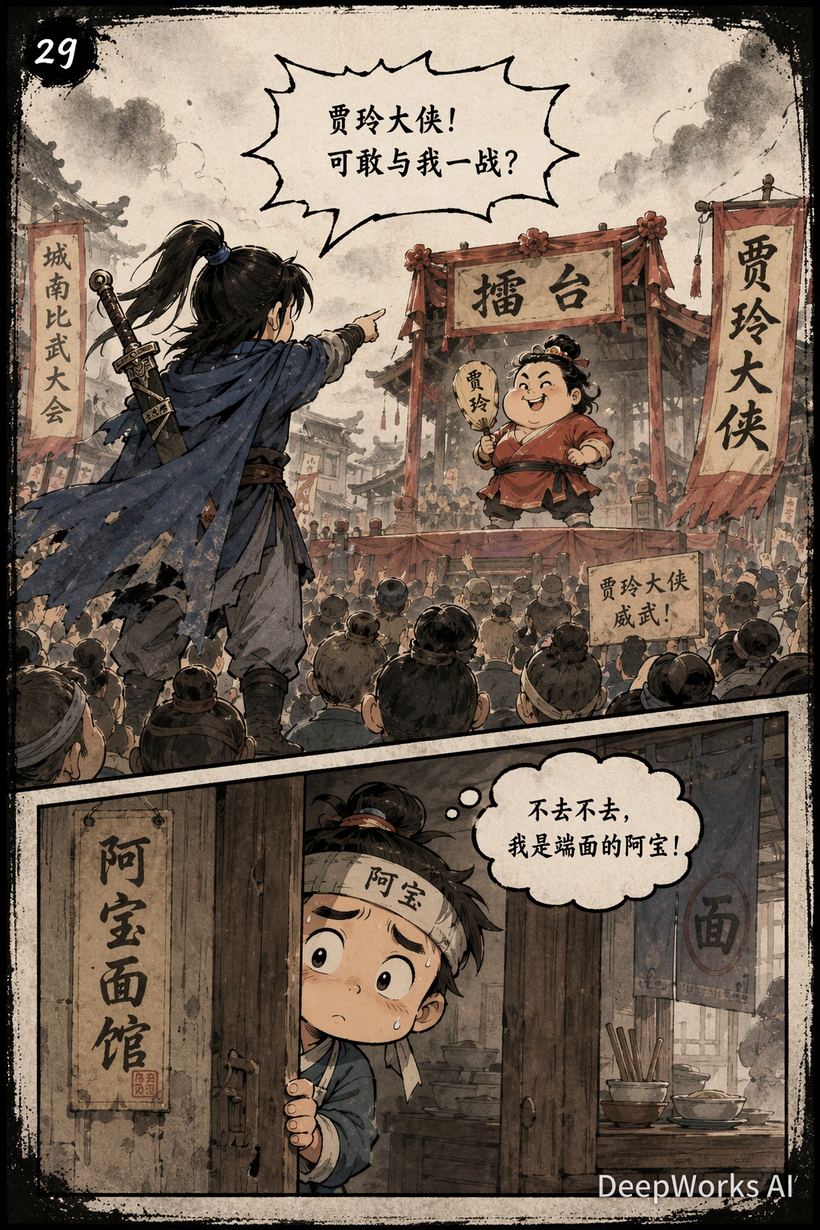 29
贾玲大侠！
可敢与我一战？
城南比武大会
擂台
贾玲大侠
贾玲
贾玲大侠
威武！
不去不去，
我是端面的阿宝！
阿宝
阿宝面馆
面
DeepWorks AI